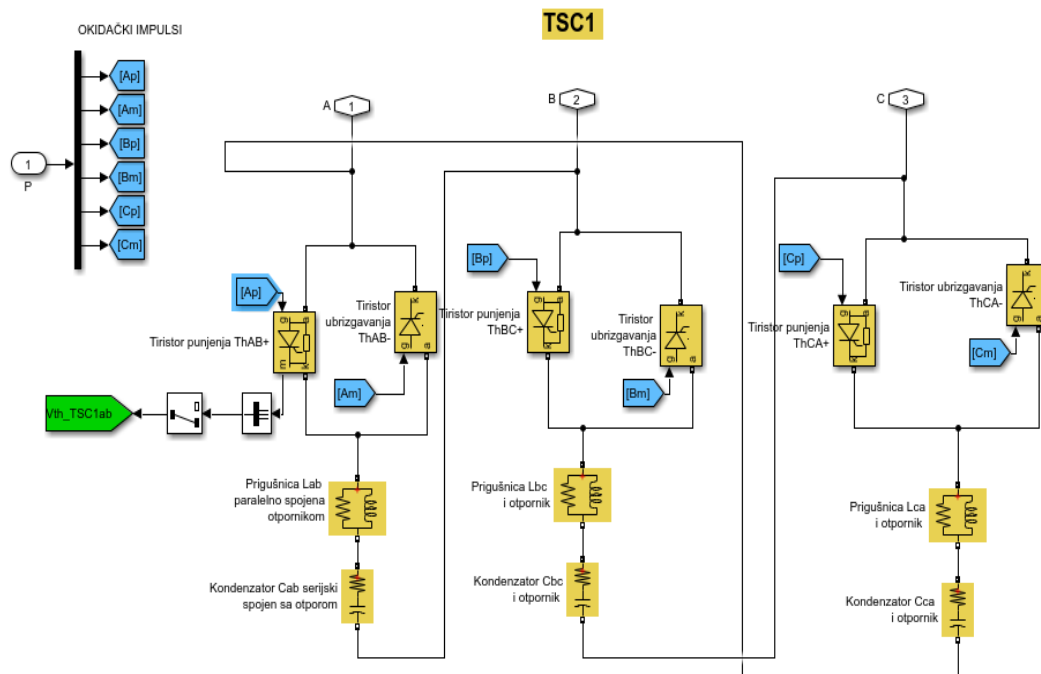 TSC1
OKIDAČKI IMPULSI
[Ap]
[Am]
[Bp]
[Bm]
[Cp]
[Cm]
1
P
A
1
B
2
C
3
[Ap]
g
a
m
k
Tiristor punjenja ThAB+
Tiristor
ubrizgavanja
ThAB-
k
g
a
[Am]
Vth_TSC1ab
[Bp]
g
a
k
Tiristor punjenja
ThBC+
Tiristor
ubrizgavanja
ThBC-
k
g
a
[Bm]
[Cp]
g
a
k
Tiristor punjenja
ThCA+
Tiristor ubrizgavanja
ThCA-
k
g
a
[Cm]
Prigušnica Lab
paralelno spojena
otpornikom
Prigušnica Lbc
i otpornik
Prigušnica Lca
i otpornik
Kondenzator Cab serijski
spojen sa otporom
Kondenzator Cbc
i otpornik
Kondenzator Cca
i otpornik